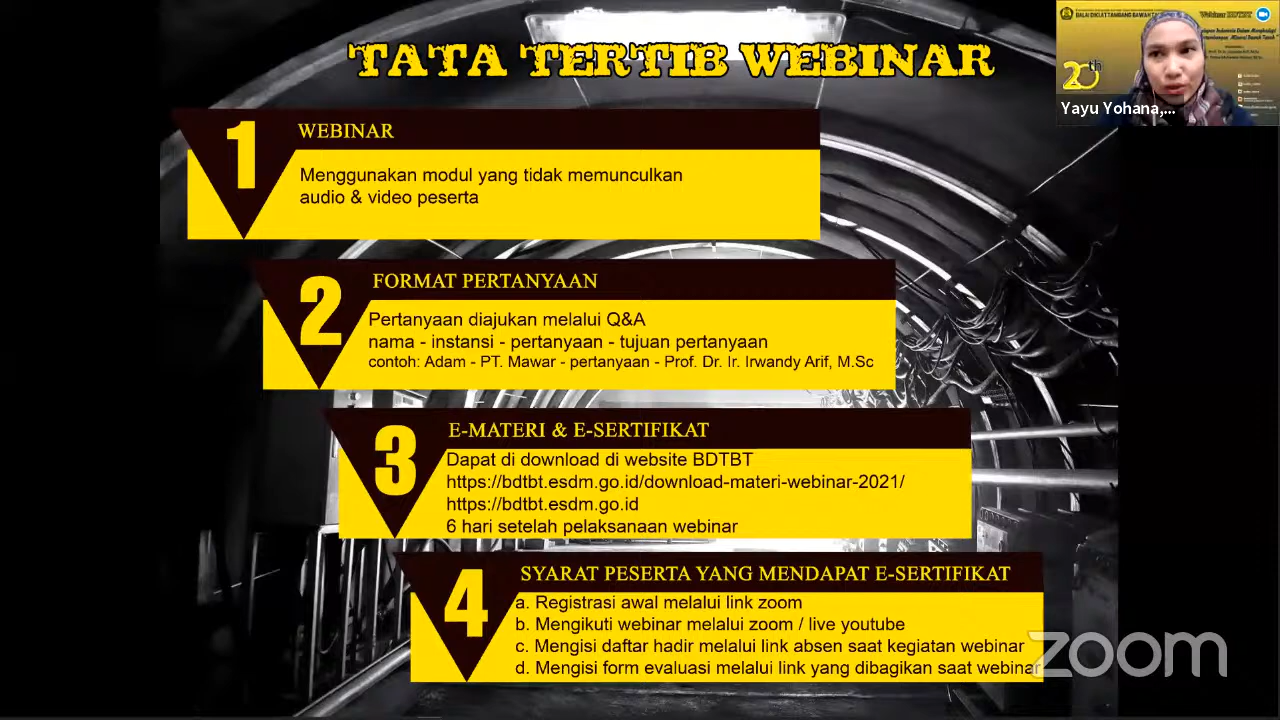 TATA TERTIB WEBINAR
1
WEBINAR
Menggunakan modul yang tidak memunculkan
audio & video peserta
2
FORMAT PERTANYAAN
Pertanyaan diajukan melalui Q&A
nama - instansi - pertanyaan - tujuan pertanyaan
contoh: Adam - PT. Mawar - pertanyaan - Prof. Dr. Ir. Irwandy Arif, M.Sc
3
E-MATERI & E-SERTIFIKAT
Dapat di download di website BDTBT
https://bdtbt.esdm.go.id/download-materi-webinar-2021/
https://bdtbt.esdm.go.id
6 hari setelah pelaksanaan webinar
4
SYARAT PESERTA YANG MENDAPAT E-SERTIFIKAT
a. Registrasi awal melalui link zoom
b. Mengikuti webinar melalui zoom / live youtube
c. Mengisi daftar hadir melalui link absen saat kegiatan webinar
d. Mengisi form evaluasi melalui link yang dibagikan saat webinar
zoom
Webinar BDTBT
20th
Yayu Yohana,...